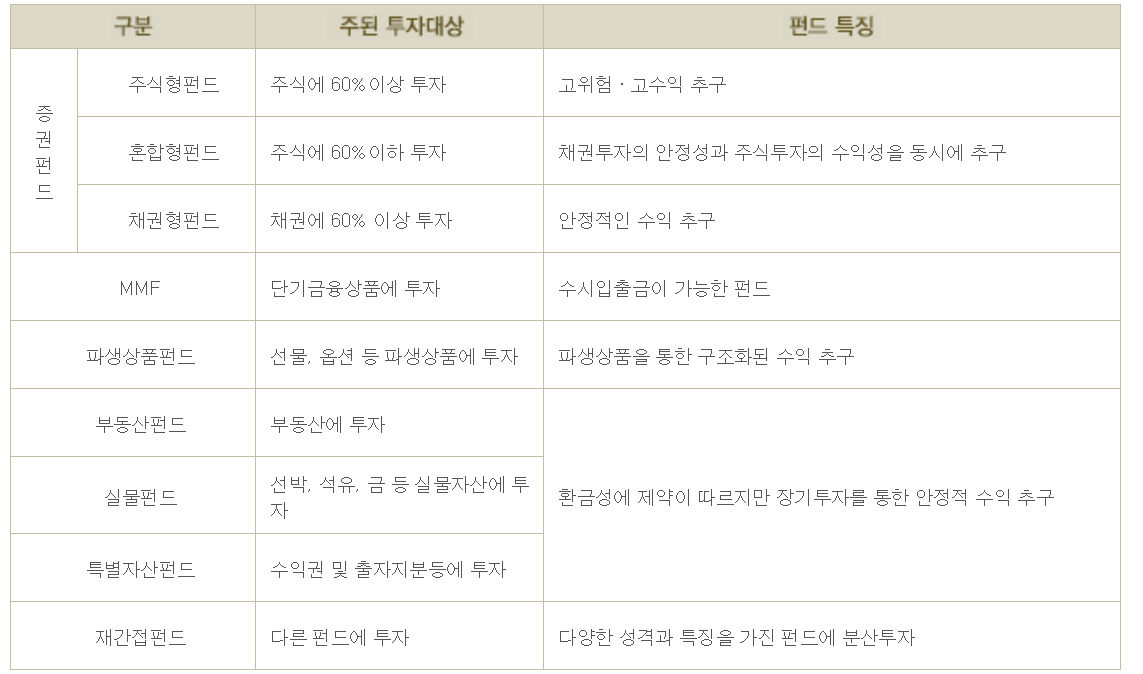 구분 주된 투자대상 펀드 특징
증권펀드
주식형펀드 주식에 60%이상 투자 고위험 · 고수익 추구
혼합형펀드 주식에 60%이하 투자 채권투자의 안정성과 주식투자의 수익성을 동시에 추구
채권형펀드 채권에 60% 이상 투자 안정적인 수익 추구
MMF 단기금융상품에 투자 수시입출금이 가능한 펀드
파생상품펀드 선물, 옵션 등 파생상품에 투자 파생상품을 통한 구조화된 수익 추구
부동산펀드 부동산에 투자
실물펀드 선박, 석유, 금 등 실물자산에 투
자
환금성에 제약이 따르지만 장기투자를 통한 안정적 수익 추구
특별자산펀드 수익권 및 출자지분등에 투자
재간접펀드 다른 펀드에 투자 다양한 성격과 특징을 가진 펀드에 분산투자